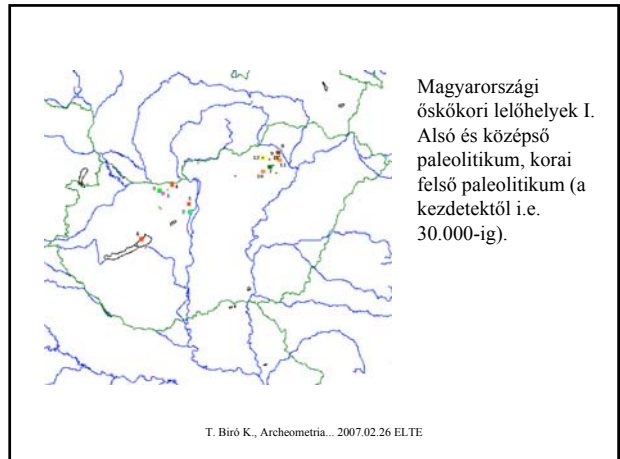 Magyarországi
őskőkori lelőhelyek I.
Alsó és középső
paleolitikum, korai
felső paleolitikum (a
kezdetektől i.e.
30.000-ig).
T. Biró K., Archeometria... 2007.02.26 ELTE